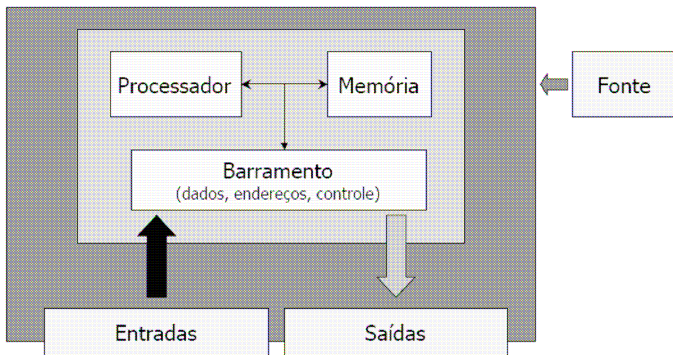 Processador
Memória
Fonte
Barramento
(dados, endereços, controle)
Entradas
Saídas